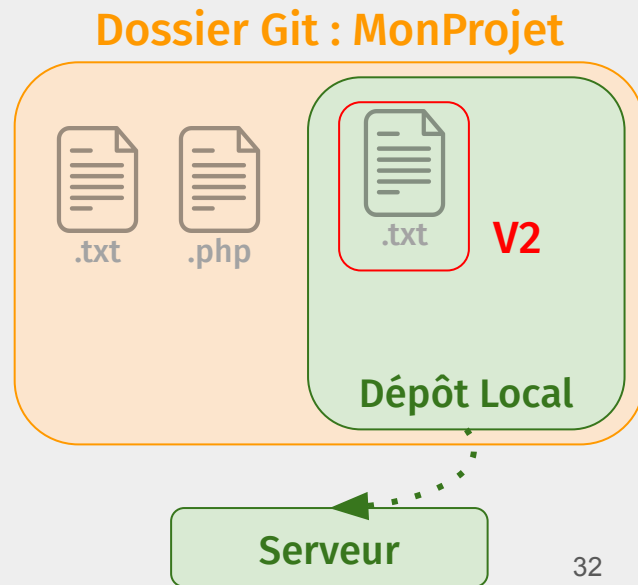 Dossier Git : MonProjet
.txt
.php
.txt
V2
Dépôt Local
Serveur
32